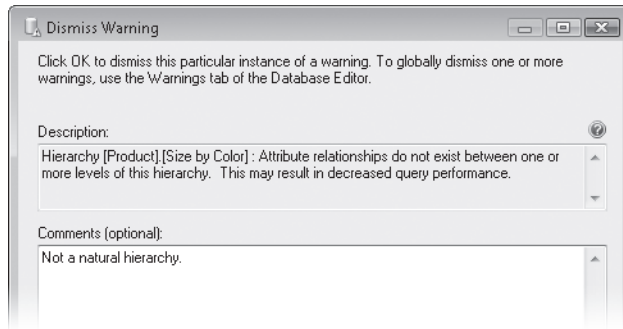 Dismiss Warning
Click OK to dismiss this particular instance of a warning. To globally dismiss one or more
warnings, use the Warnings tab of the Database Editor.
Description:
Hierarchy [Product].[Size by Color] : Attribute relationships do not exist between one or
more levels of this hierarchy. This may result in decreased query performance.
Comments (optional):
Not a natural hierarchy.